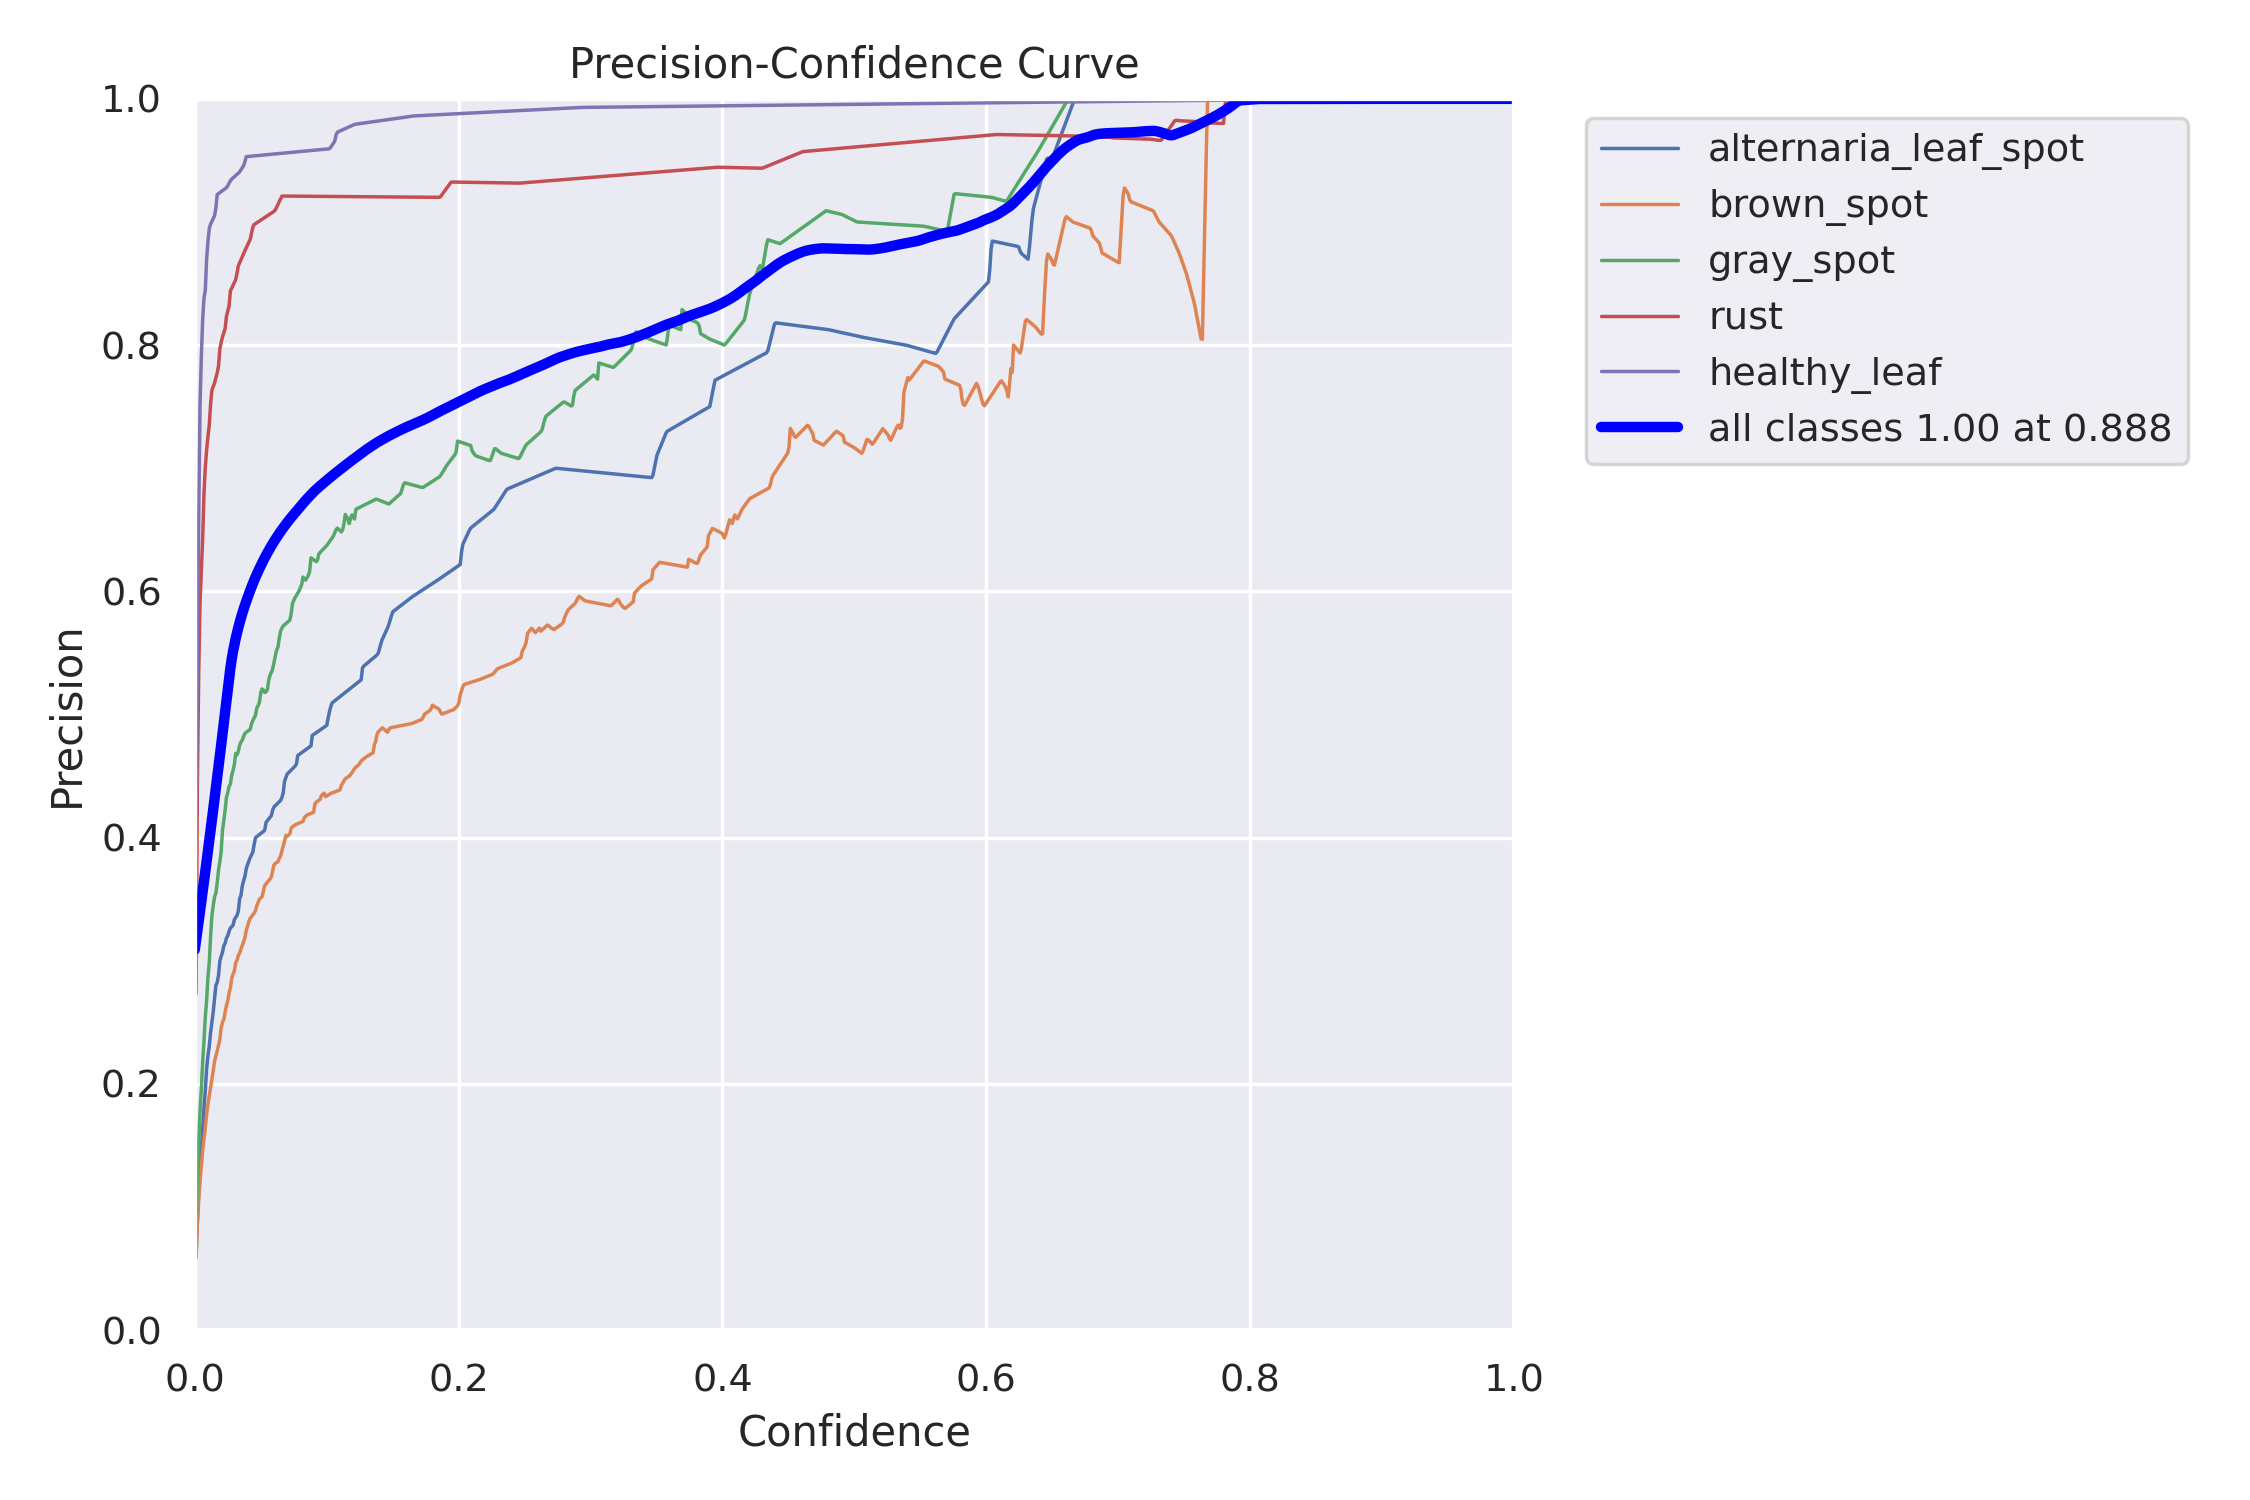 Precision-Confidence Curve
1.0
0.8
0.6
0.4
0.2
0.0
Precision
0.0 0.2 0.4 0.6 0.8 1.0
Confidence
alternaria_leaf_spot
brown_spot
gray_spot
rust
healthy_leaf
all classes 1.00 at 0.888